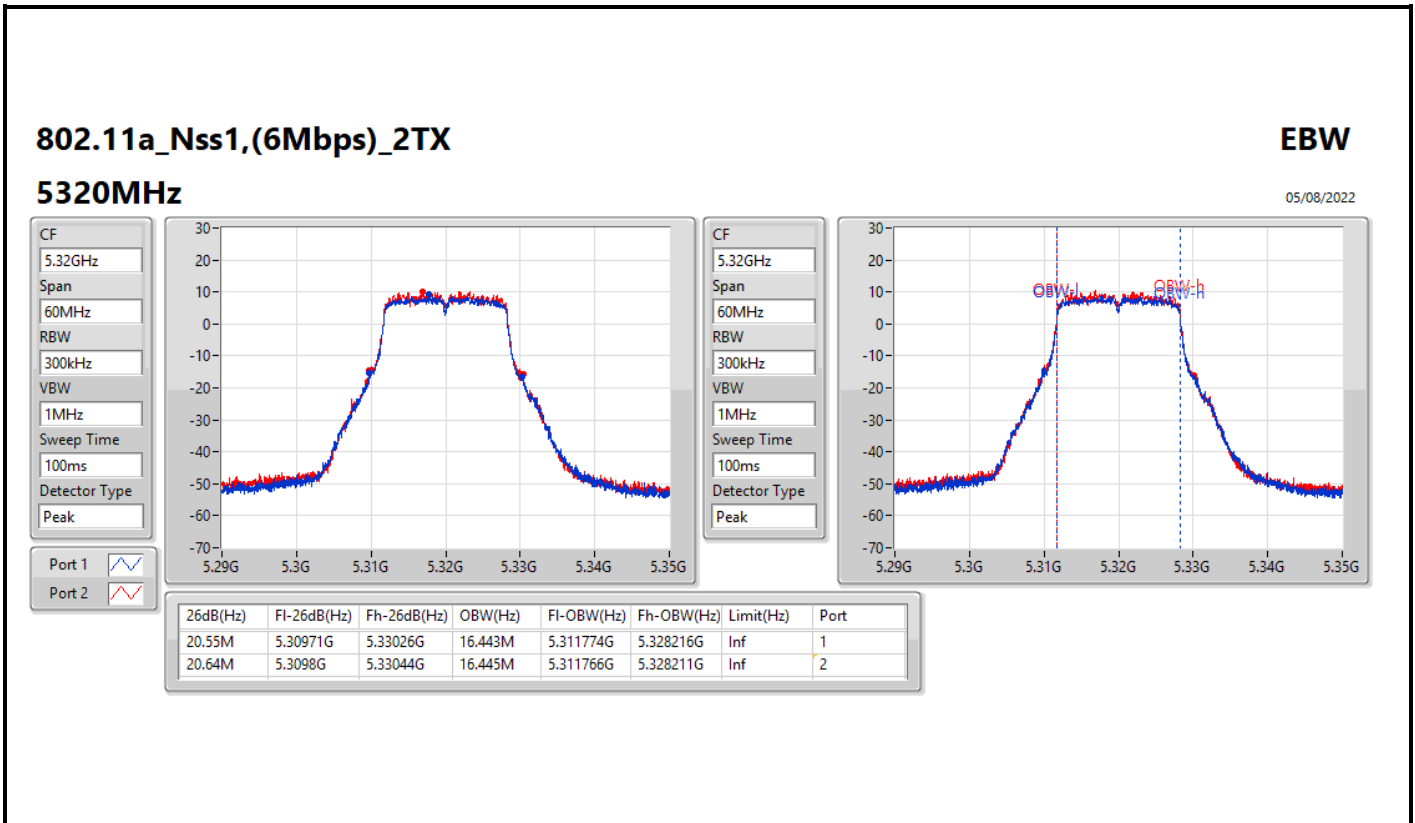 802.11a_Nss1,(6Mbps)_2TX
EBW
5320MHz
05/08/2022
CF
5.32GHz
Span
60MHz
RBW
300kHz
VBW
1MHz
Sweep Time
100ms
Detector Type
Peak
Port 1
Port 2
30
20
10
0
-10
-20
-30
-40
-50
-60
-70
5.29G 5.3G 5.31G 5.32G 5.33G 5.34G 5.35G
CF
5.32GHz
Span
60MHz
RBW
300kHz
VBW
1MHz
Sweep Time
100ms
Detector Type
Peak
30
20
10
0
-10
-20
-30
-40
-50
-60
-70
OBW-l
OBW-l
OBW-h
OBW-h
5.29G 5.3G 5.31G 5.32G 5.33G 5.34G 5.35G
26dB(Hz) Fl-26dB(Hz) Fh-26dB(Hz) OBW(Hz) Fl-OBW(Hz) Fh-OBW(Hz) Limit(Hz) Port
20.55M 5.30971G 5.33026G 16.443M 5.311774G 5.328216G Inf 1
20.64M 5.3098G 5.33044G 16.445M 5.311766G 5.328211G Inf 2